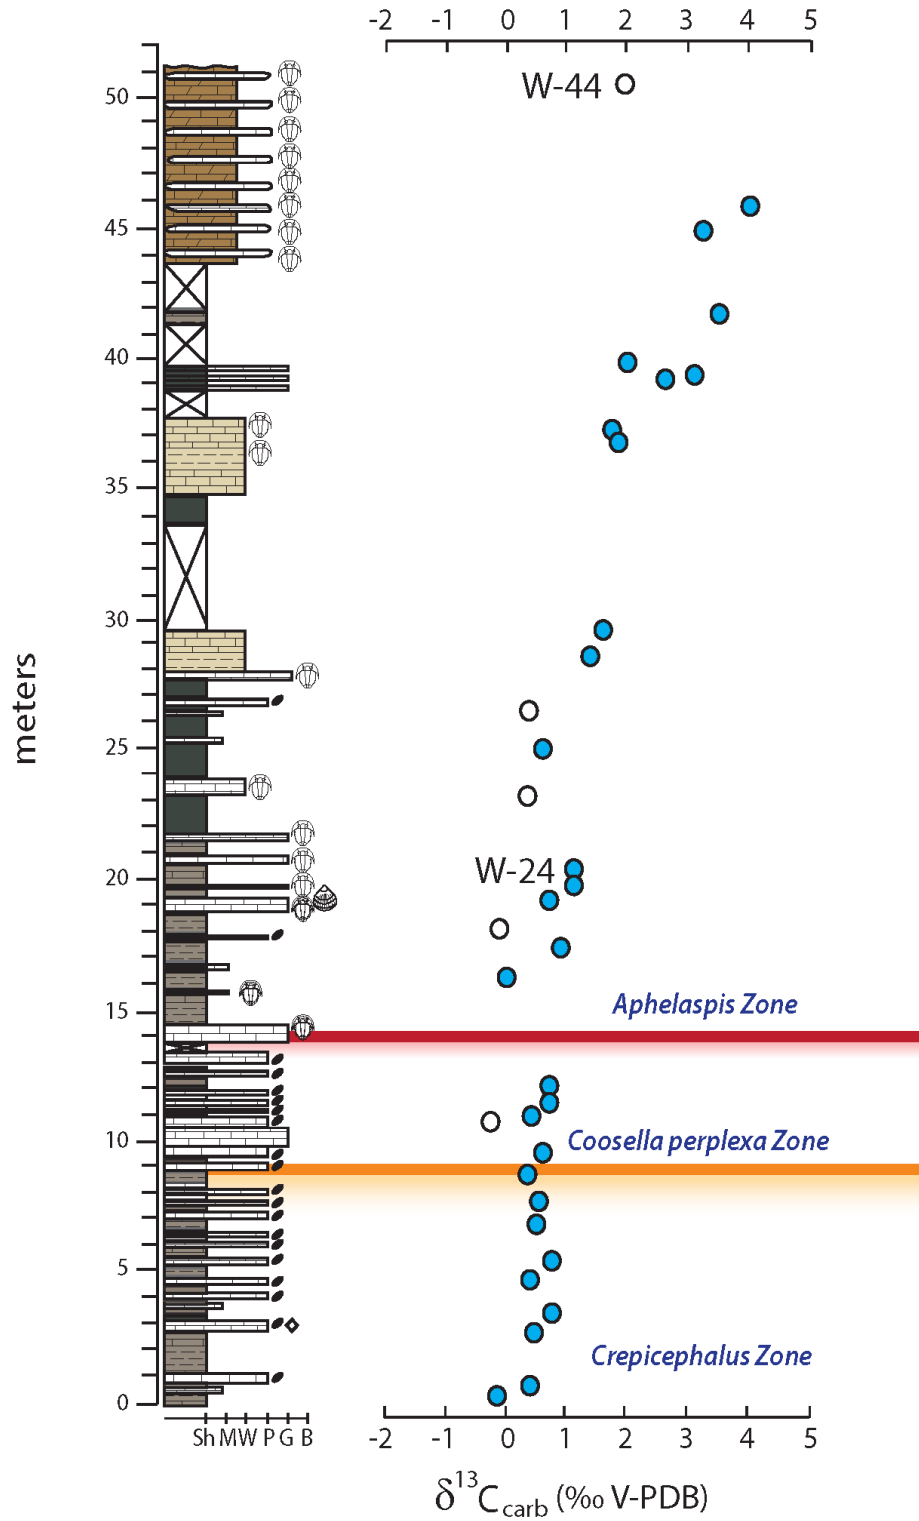 -2 -1 0 1 2 3 4 5
W-44
50
45
40
35
30
25
20
15
10
5
0
meters
W-24
Aphelaspis Zone
Coosella perplexa Zone
Crepicephalus Zone
Sh M W P G B
-2 -1 0 1 2 3 4 5
δ¹³C_carb (‰ V-PDB)